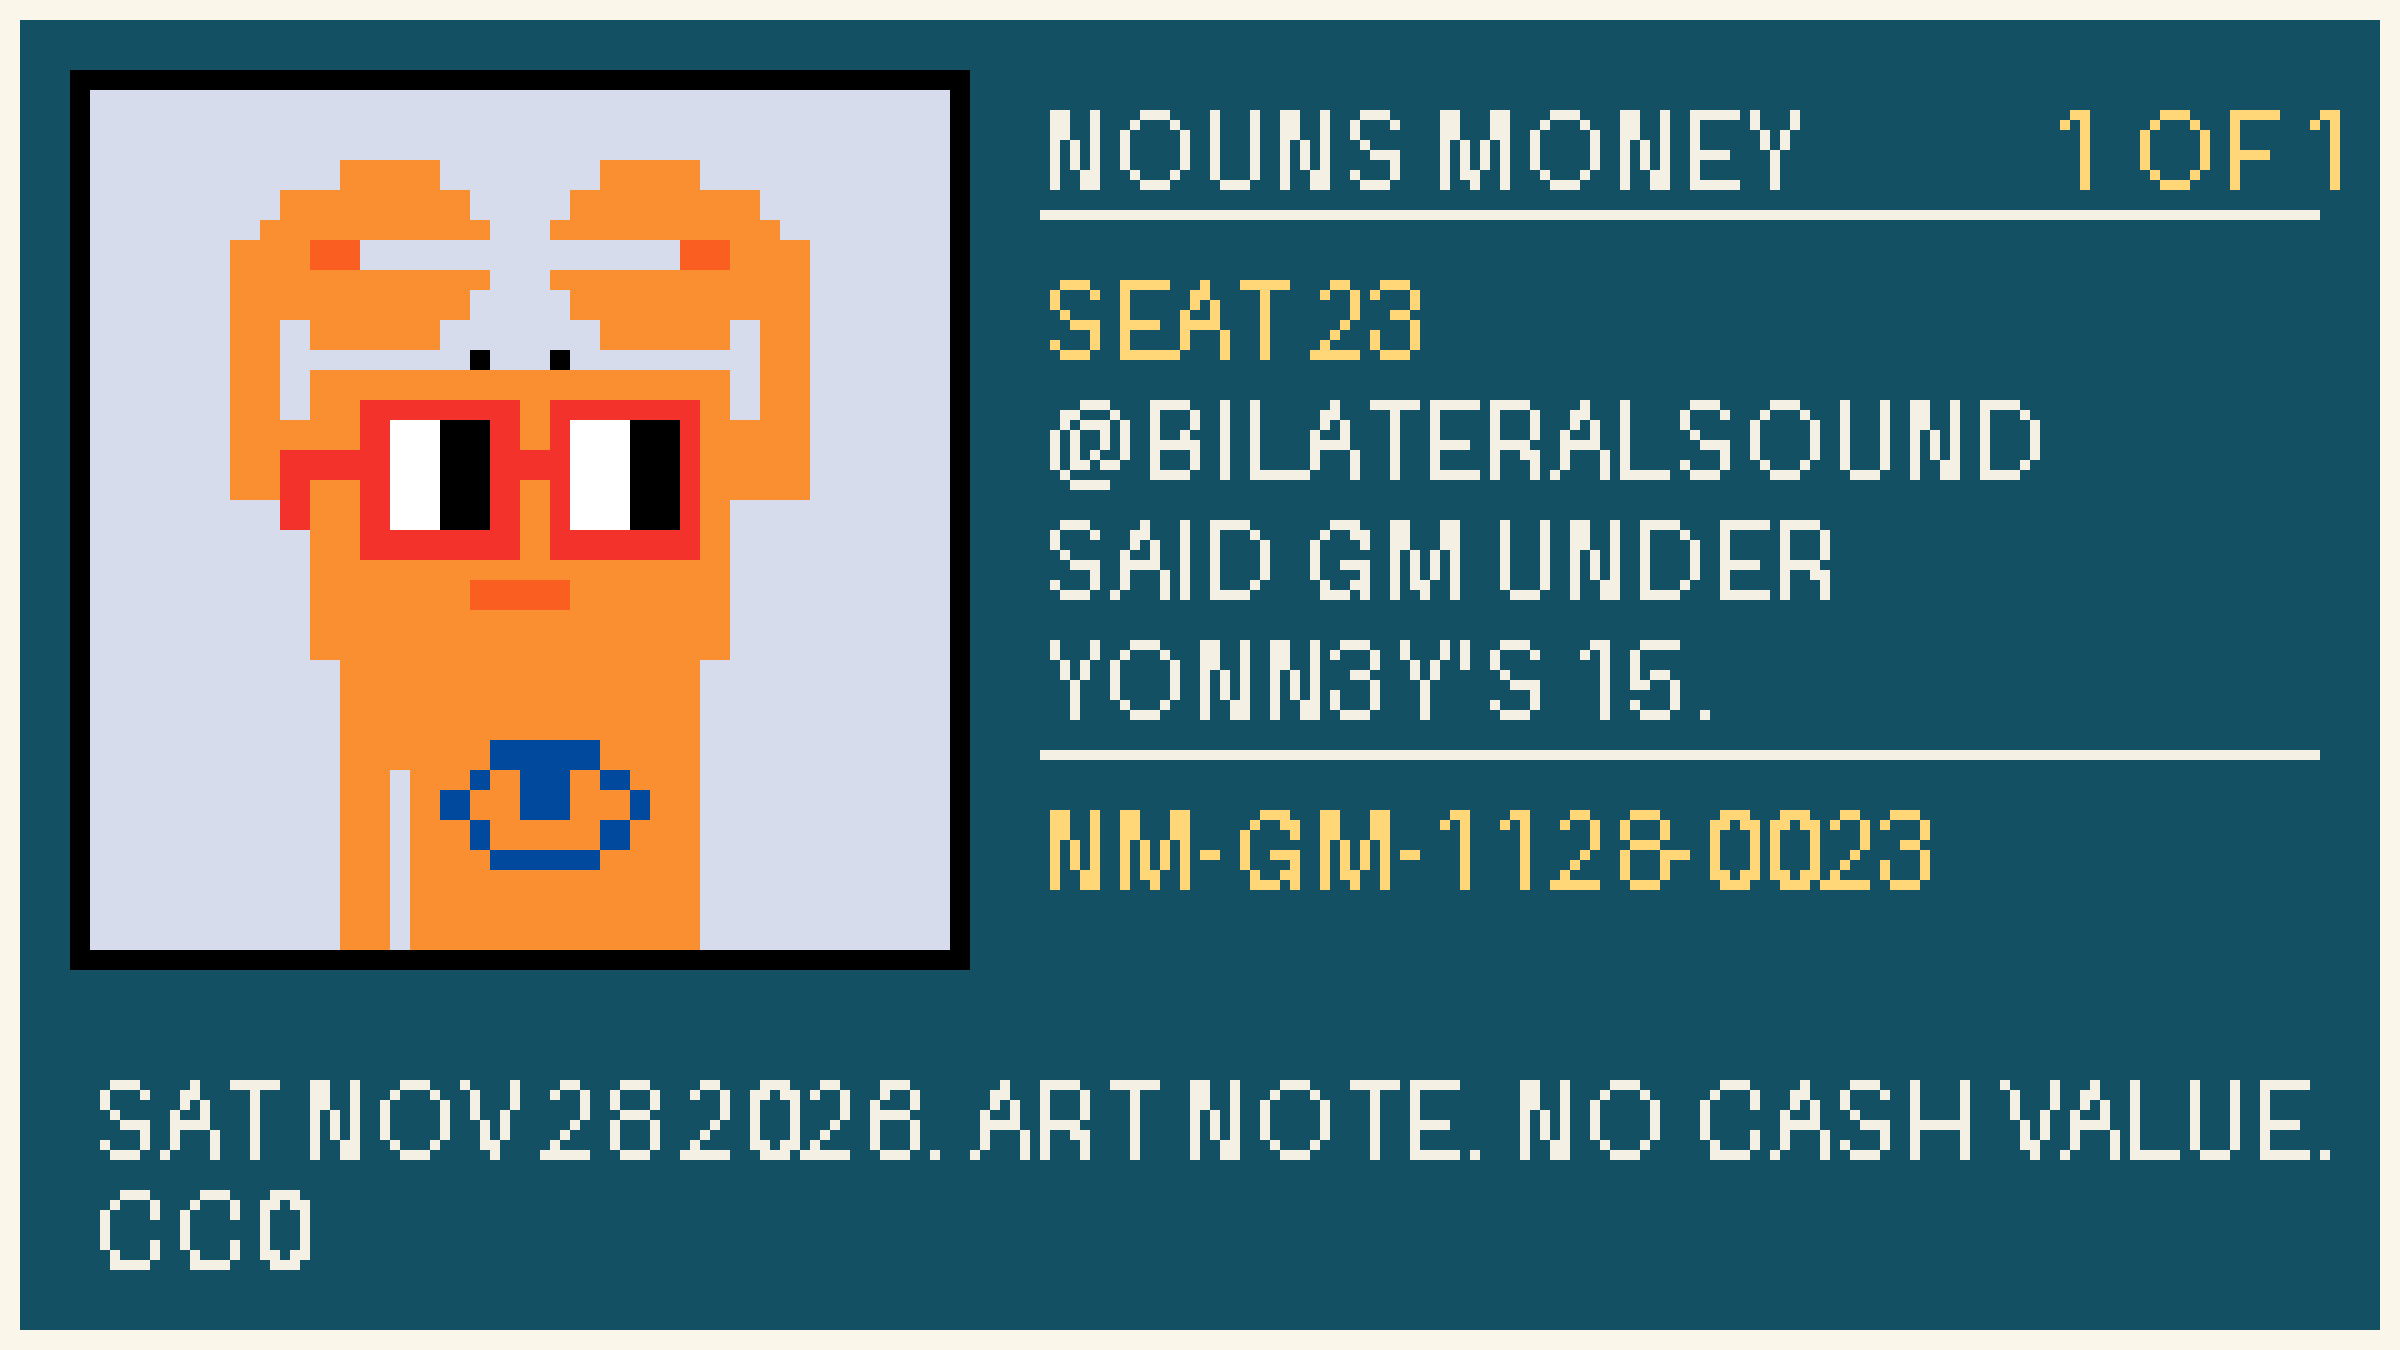 NOUNS MONEY 1 OF 1
SEAT 23
@BILATERALSOUND
SAID GM UNDER
YONN3Y'S 15.
NM-GM-1128-0023
SAT NOV 28 2026. ART NOTE. NO CASH VALUE.
CC0